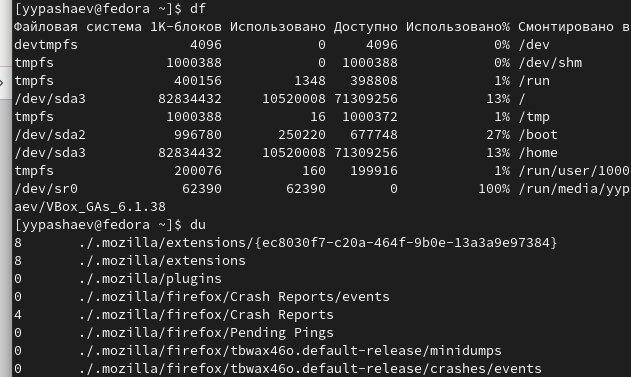 [yypashaev@fedora ~]$ df
Файловая система 1K-блоков Использовано Доступно Использовано% Смонтировано в
devtmpfs 4096 0 4096 0% /dev
tmpfs 1000388 0 1000388 0% /dev/shm
tmpfs 400156 1348 398808 1% /run
/dev/sda3 82834432 10520008 71309256 13% /
tmpfs 1000388 16 1000372 1% /tmp
/dev/sda2 996780 250220 677748 27% /boot
/dev/sda3 82834432 10520008 71309256 13% /home
tmpfs 200076 160 199916 1% /run/user/1000
/dev/sr0 62390 62390 0 100% /run/media/yyp
aev/VBox_GAs_6.1.38
[yypashaev@fedora ~]$ du
8 ./.mozilla/extensions/{ec8030f7-c20a-464f-9b0e-13a3a9e97384}
8 ./.mozilla/extensions
0 ./.mozilla/plugins
0 ./.mozilla/firefox/Crash Reports/events
4 ./.mozilla/firefox/Crash Reports
0 ./.mozilla/firefox/Pending Pings
0 ./.mozilla/firefox/tbwax46o.default-release/minidumps
0 ./.mozilla/firefox/tbwax46o.default-release/crashes/events